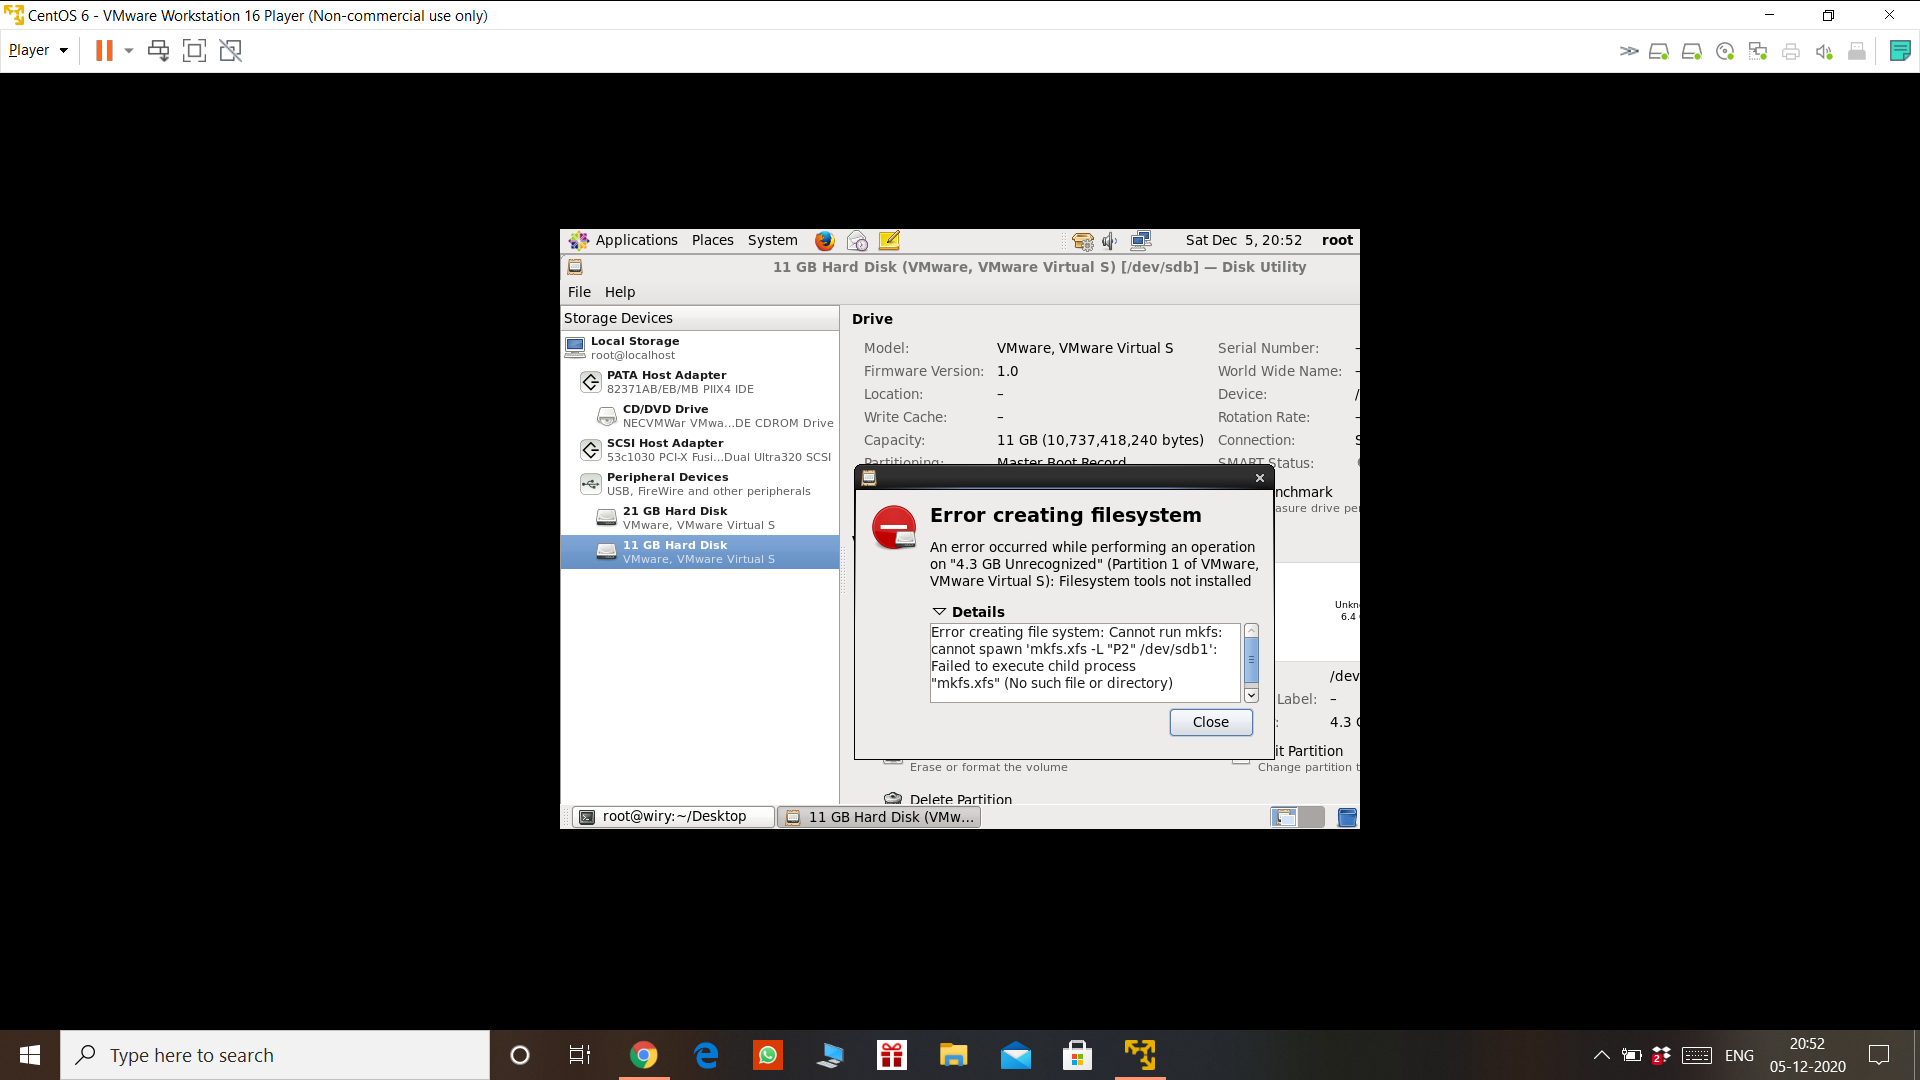 CentOS 6 - VMware Workstation 16 Player (Non-commercial use only)
Player
Applications Places System Sat Dec 5, 20:52 root
11 GB Hard Disk (VMware, VMware Virtual S) [/dev/sdb] — Disk Utility
File Help
Storage Devices
Local Storage
root@localhost
PATA Host Adapter
82371AB/EB/MB PIIX4 IDE
CD/DVD Drive
NECVMWar VMwa...DE CDROM Drive
SCSI Host Adapter
53c1030 PCI-X Fusi...Dual Ultra320 SCSI
Peripheral Devices
USB, FireWire and other peripherals
21 GB Hard Disk
VMware, VMware Virtual S
11 GB Hard Disk
VMware, VMware Virtual S
Drive
Model: VMware, VMware Virtual S Serial Number: –
Firmware Version: 1.0 World Wide Name: –
Location: – Device: /
Write Cache: – Rotation Rate: –
Capacity: 11 GB (10,737,418,240 bytes) Connection: S
Partitioning: Master Boot Record SMART Status:
nchmark
asure drive pe
Error creating filesystem
An error occurred while performing an operation
on "4.3 GB Unrecognized" (Partition 1 of VMware,
VMware Virtual S): Filesystem tools not installed
Details
Error creating file system: Cannot run mkfs:
cannot spawn 'mkfs.xfs -L "P2" /dev/sdb1':
Failed to execute child process
"mkfs.xfs" (No such file or directory)
Close
Unkn
6.4
/dev
Label: –
: 4.3
it Partition
Change partition t
Erase or format the volume
Delete Partition
root@wiry:~/Desktop
11 GB Hard Disk (VMw...
Type here to search
2
ENG
20:52
05-12-2020